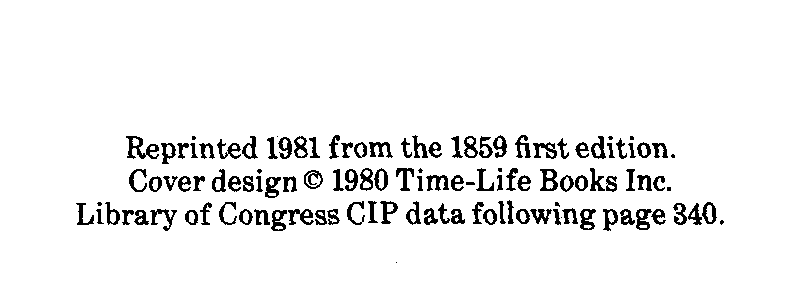 Reprinted 1981 from the 1859 first edition.
Cover design © 1980 Time-Life Books Inc.
Library of Congress CIP data following page 340.